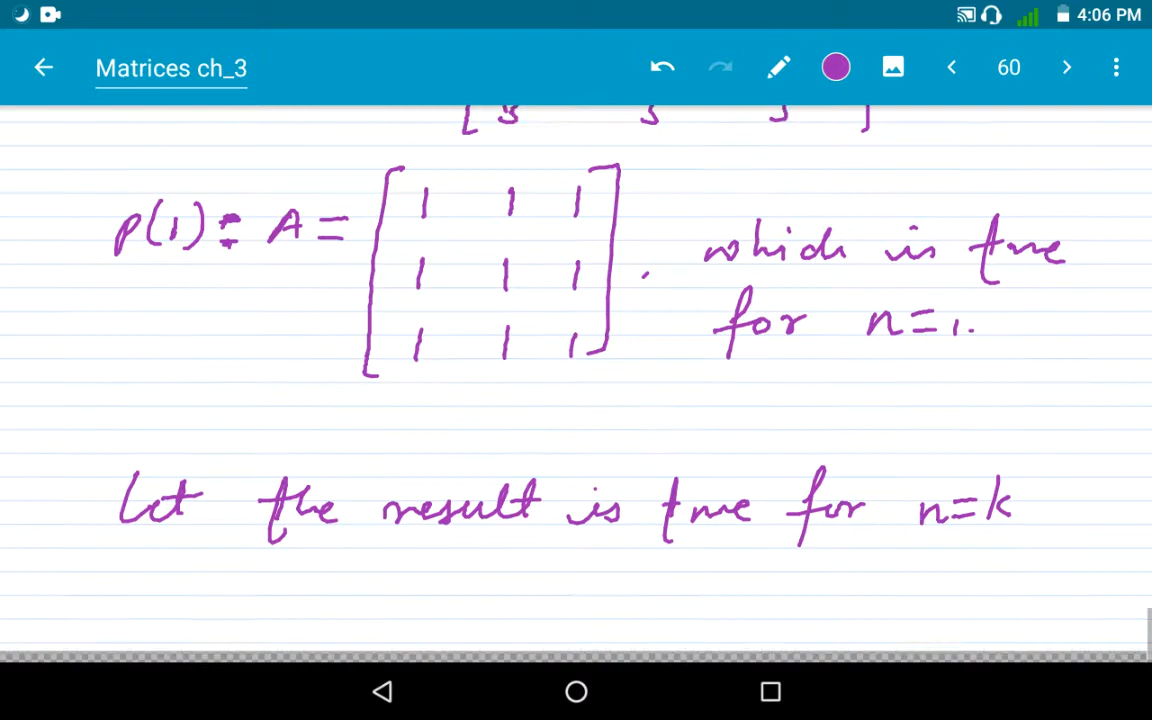 4:06 PM
Matrices ch_3
60
P(1) : A = [1 1 1
1 1 1
1 1 1] . which is true
for n=1.
Let the result is true for n=k